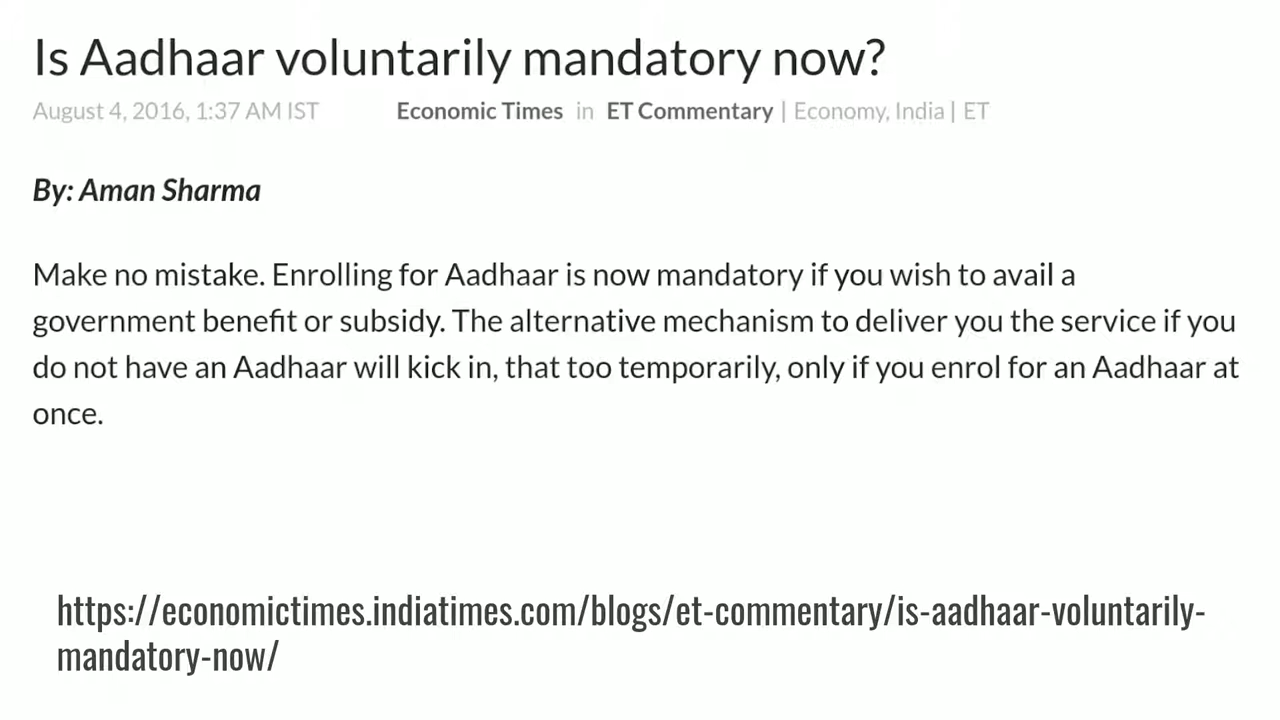 Is Aadhaar voluntarily mandatory now?
August 4, 2016, 1:37 AM IST Economic Times in ET Commentary | Economy, India | ET
By: Aman Sharma
Make no mistake. Enrolling for Aadhaar is now mandatory if you wish to avail a
government benefit or subsidy. The alternative mechanism to deliver you the service if you
do not have an Aadhaar will kick in, that too temporarily, only if you enrol for an Aadhaar at
once.
https://economictimes.indiatimes.com/blogs/et-commentary/is-aadhaar-voluntarily-
mandatory-now/